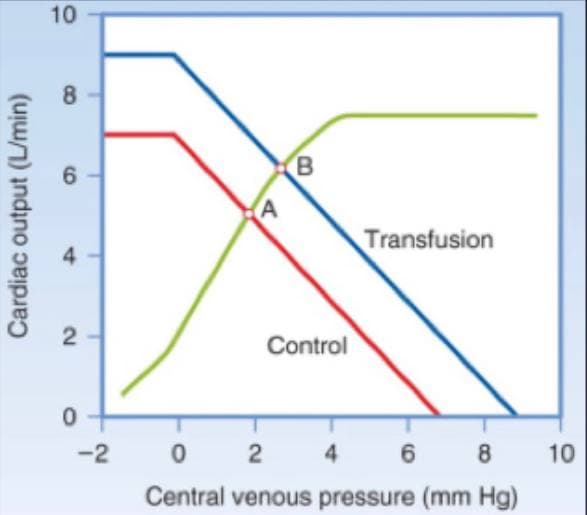 Cardiac output (L/min)
10
8
6
4
2
0
B
A
Transfusion
Control
−2 0 2 4 6 8 10
Central venous pressure (mm Hg)